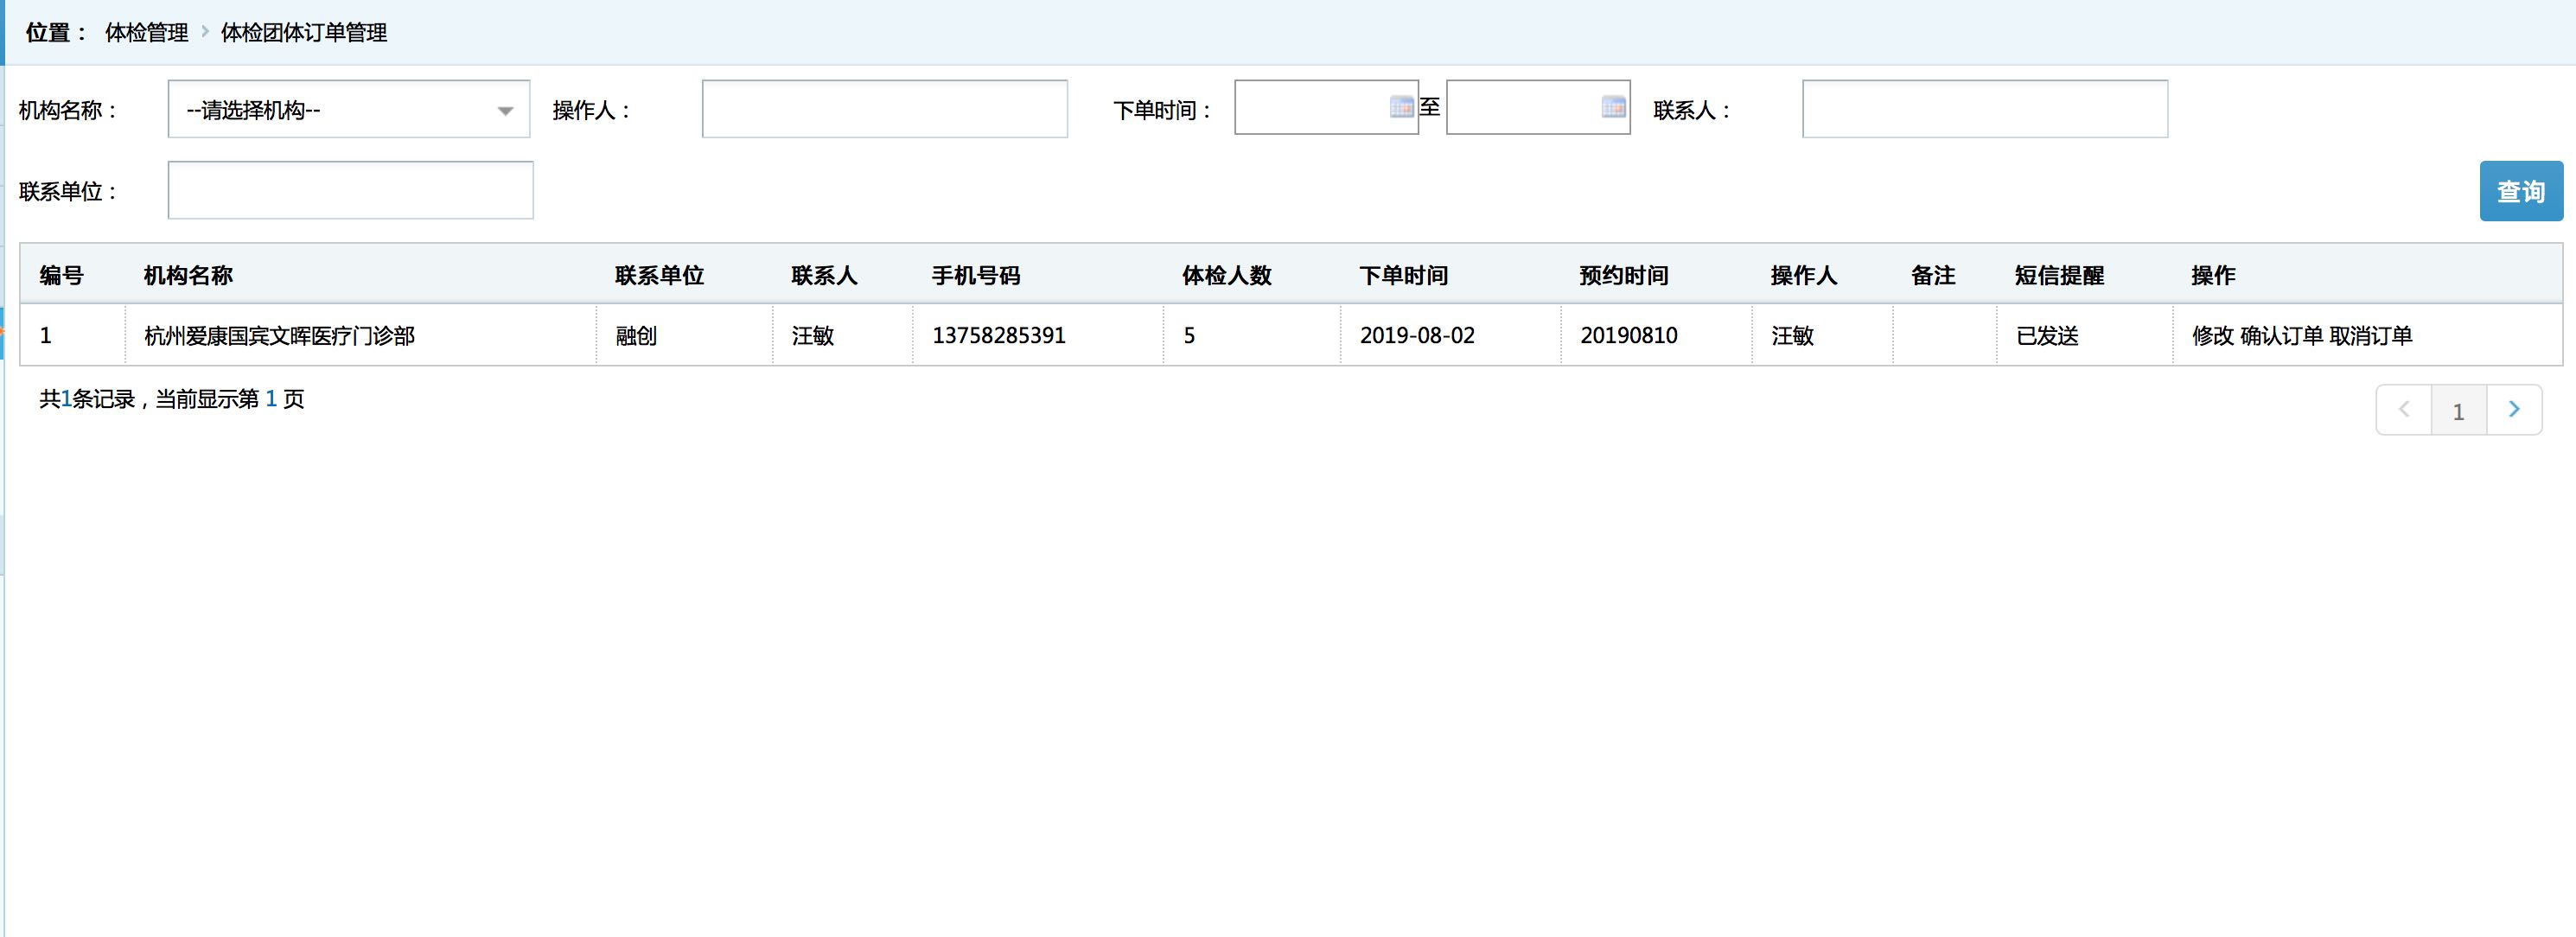 位置： 体检管理 > 体检团体订单管理
机构名称： --请选择机构-- 操作人： 下单时间： 至 联系人：
联系单位： 查询
编号 机构名称 联系单位 联系人 手机号码 体检人数 下单时间 预约时间 操作人 备注 短信提醒 操作
1 杭州爱康国宾文晖医疗门诊部 融创 汪敏 13758285391 5 2019-08-02 20190810 汪敏 已发送 修改 确认订单 取消订单
共1条记录，当前显示第 1 页 < 1 >